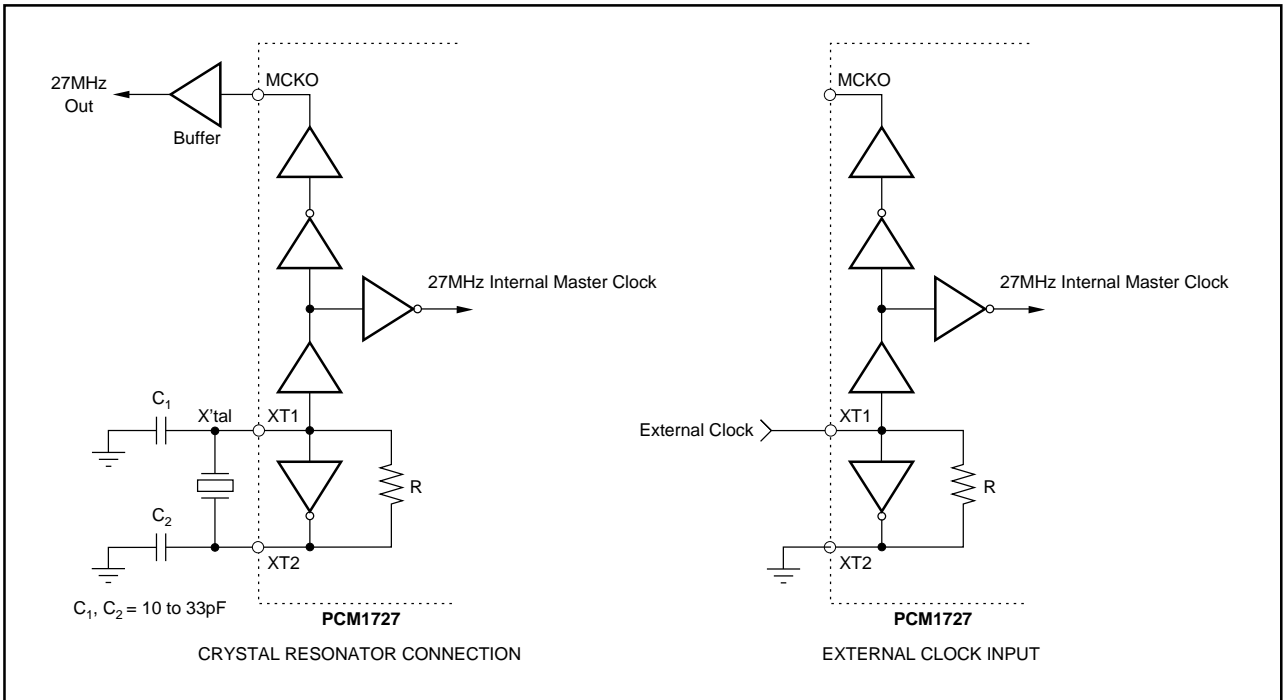 MCKO
27MHz
Out
Buffer
27MHz Internal Master Clock
C1
X'tal
XT1
R
C2
XT2
C1, C2 = 10 to 33pF
PCM1727
CRYSTAL RESONATOR CONNECTION
MCKO
27MHz Internal Master Clock
External Clock
XT1
R
XT2
PCM1727
EXTERNAL CLOCK INPUT